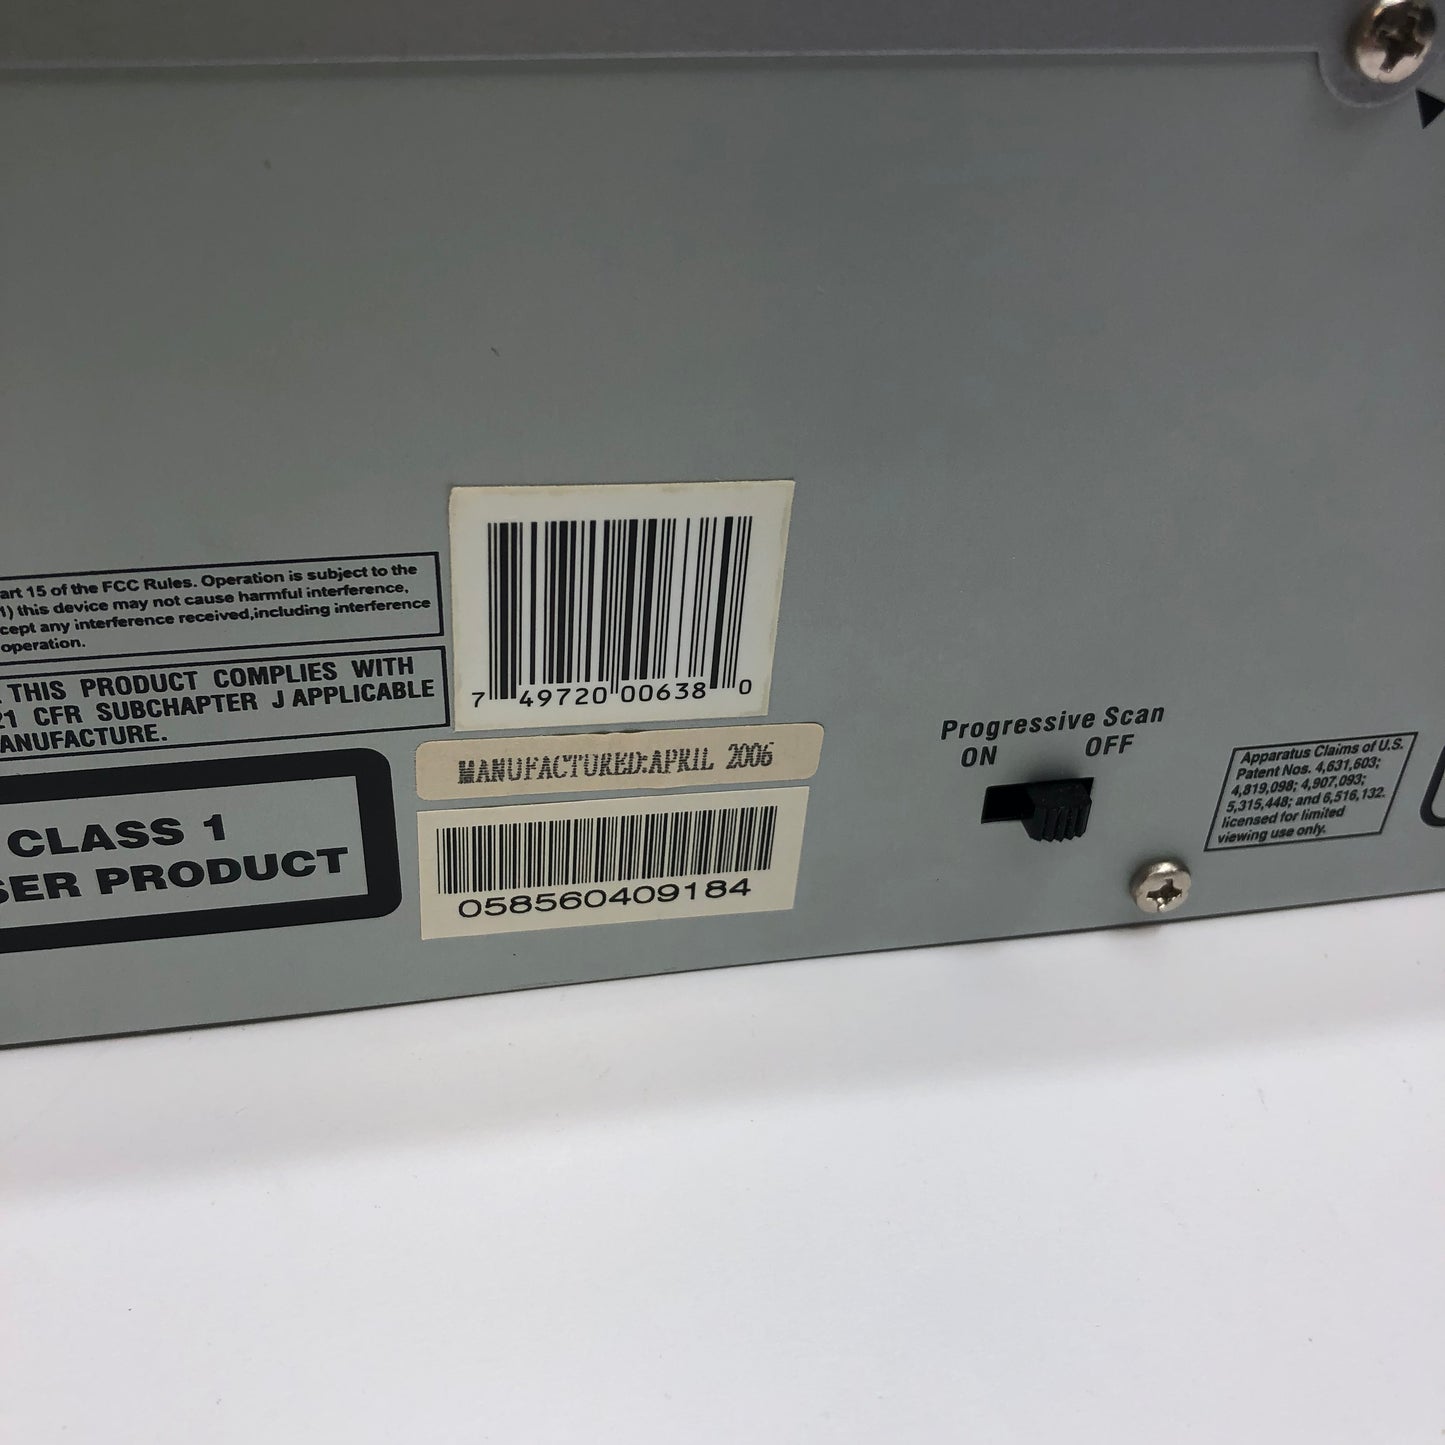 art 15 of the FCC Rules. Operation is subject to the
1) this device may not cause harmful interference,
cept any interference received,including interference
operation.
THIS PRODUCT COMPLIES WITH
21 CFR SUBCHAPTER J APPLICABLE
ANUFACTURE.
CLASS 1
SER PRODUCT
7 49720 00638 0
MANUFACTURED:APRIL 2006
058560409184
Progressive Scan
ON OFF
Apparatus Claims of U.S.
Patent Nos. 4,631,603;
4,819,098; 4,907,093;
5,315,448; and 6,516,132.
licensed for limited
viewing use only.